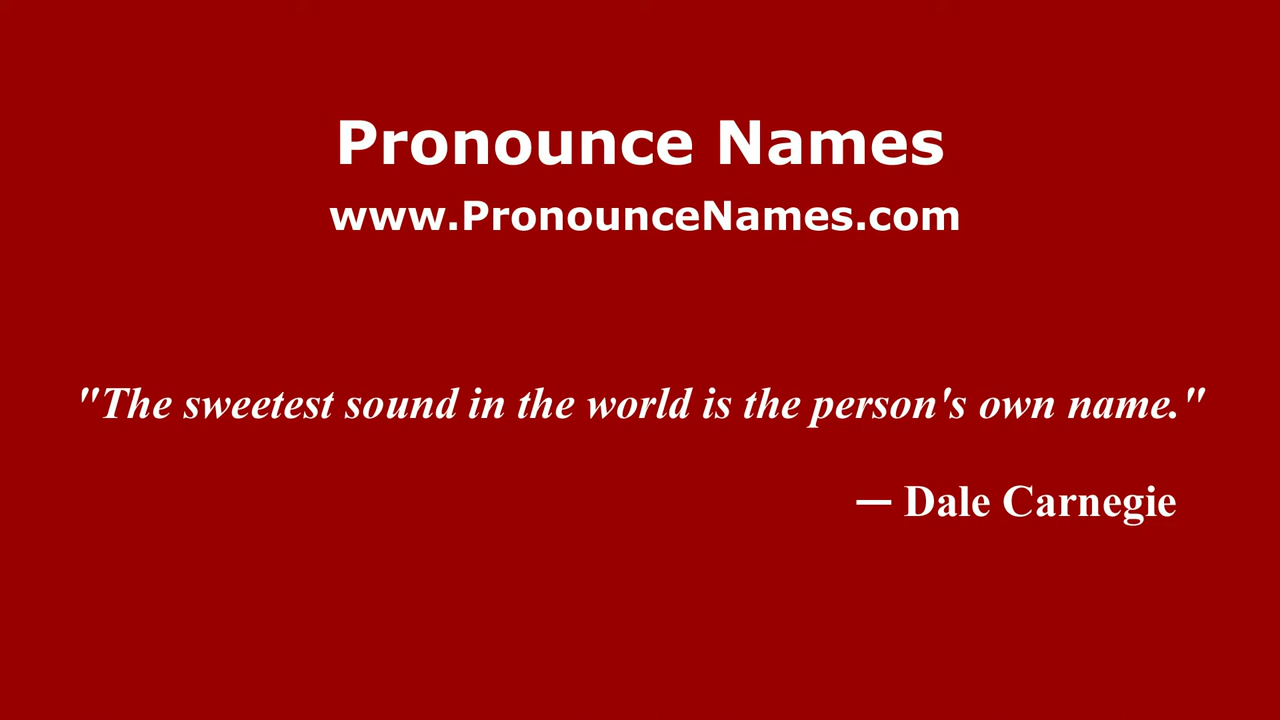 Pronounce Names
www.PronounceNames.com
"The sweetest sound in the world is the person's own name."
— Dale Carnegie